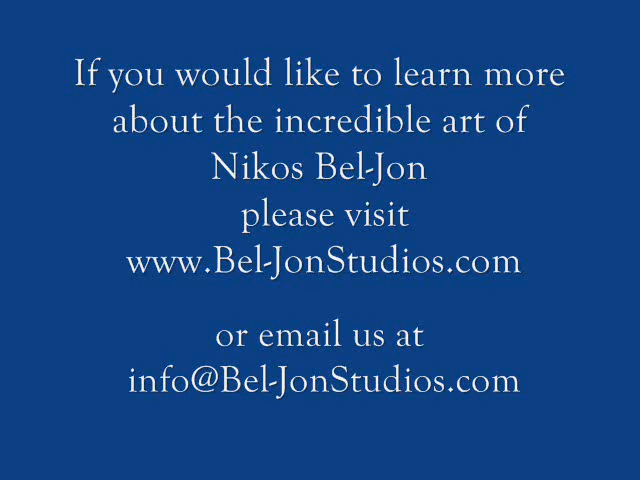 If you would like to learn more
about the incredible art of
Nikos Bel-Jon
please visit
www.Bel-JonStudios.com
or email us at
info@Bel-JonStudios.com